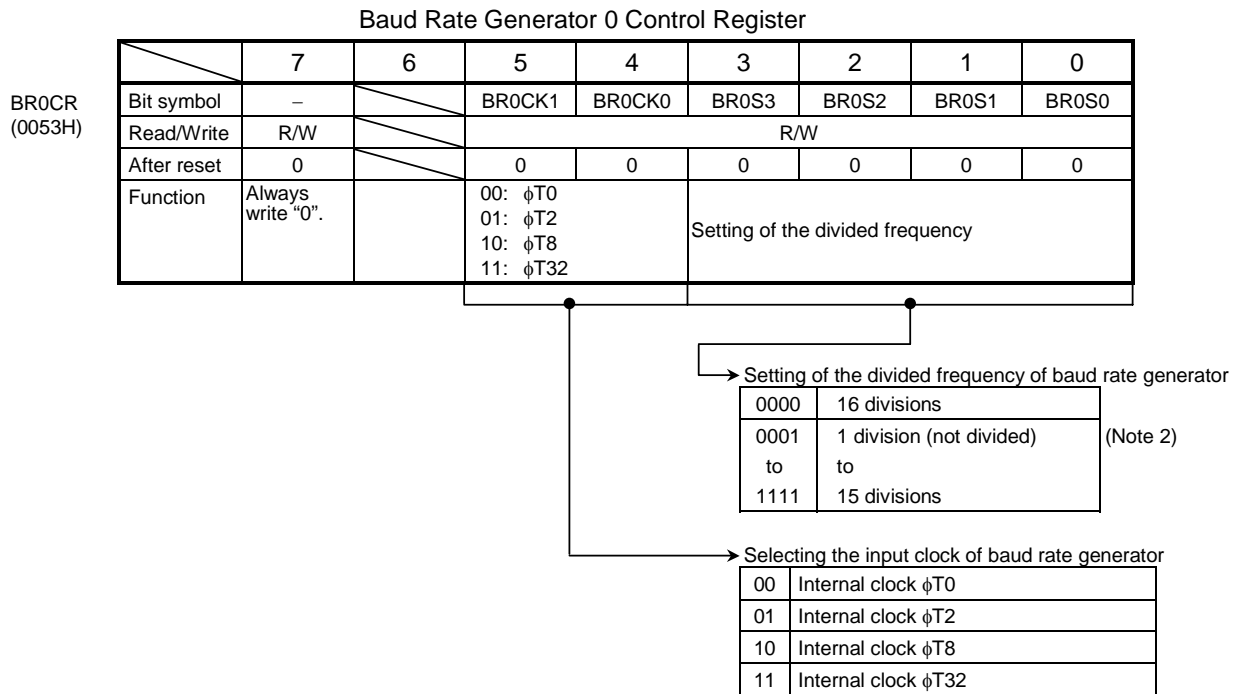 Baud Rate Generator 0 Control Register
7 6 5 4 3 2 1 0
BR0CR
(0053H)
Bit symbol – BR0CK1 BR0CK0 BR0S3 BR0S2 BR0S1 BR0S0
Read/Write R/W R/W
After reset 0 0 0 0 0 0 0
Function Always write “0”.
00: ϕT0
01: ϕT2
10: ϕT8
11: ϕT32
Setting of the divided frequency
Setting of the divided frequency of baud rate generator
0000 16 divisions
0001 1 division (not divided) (Note 2)
to to
1111 15 divisions
Selecting the input clock of baud rate generator
00 Internal clock ϕT0
01 Internal clock ϕT2
10 Internal clock ϕT8
11 Internal clock ϕT32